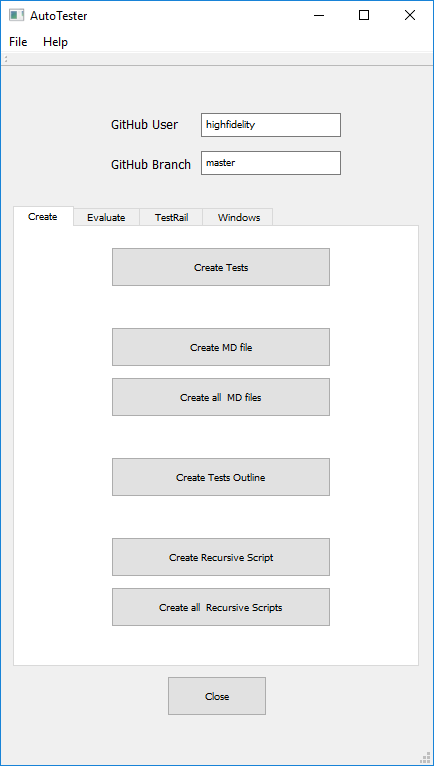 AutoTester
File Help
GitHub User highfidelity
GitHub Branch master
Create Evaluate TestRail Windows
Create Tests
Create MD file
Create all  MD files
Create Tests Outline
Create Recursive Script
Create all  Recursive Scripts
Close